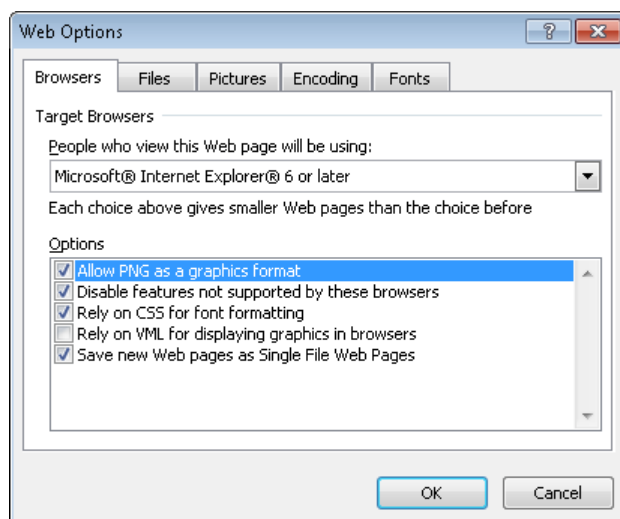 Web Options
Browsers Files Pictures Encoding Fonts
Target Browsers
People who view this Web page will be using:
Microsoft® Internet Explorer® 6 or later
Each choice above gives smaller Web pages than the choice before
Options
Allow PNG as a graphics format
Disable features not supported by these browsers
Rely on CSS for font formatting
Rely on VML for displaying graphics in browsers
Save new Web pages as Single File Web Pages
OK Cancel